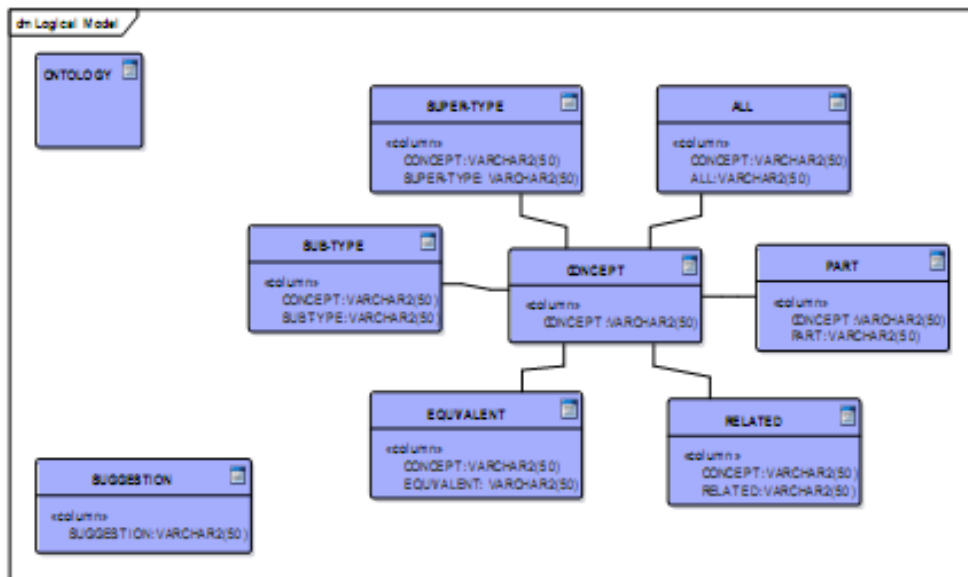 dm Logical Model
ONTOLOGY
SUPER-TYPE
«column»
CONCEPT:VARCHAR2(50)
SUPER-TYPE: VARCHAR2(50)
ALL
«column»
CONCEPT:VARCHAR2(50)
ALL:VARCHAR2(50)
SUB-TYPE
«column»
CONCEPT:VARCHAR2(50)
SUBTYPE:VARCHAR2(50)
CONCEPT
«column»
CONCEPT :VARCHAR2(50)
PART
«column»
CONCEPT :VARCHAR2(50)
PART:VARCHAR2(50)
EQUIVALENT
«column»
CONCEPT:VARCHAR2(50)
EQUIVALENT: VARCHAR2(50)
RELATED
«column»
CONCEPT:VARCHAR2(50)
RELATED:VARCHAR2(50)
SUGGESTION
«column»
SUGGESTION:VARCHAR2(50)